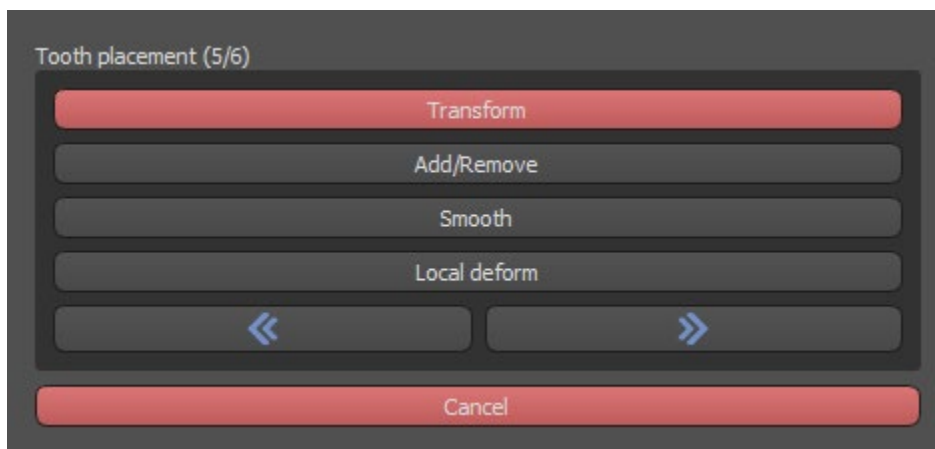 Tooth placement (5/6)
Transform
Add/Remove
Smooth
Local deform
Cancel